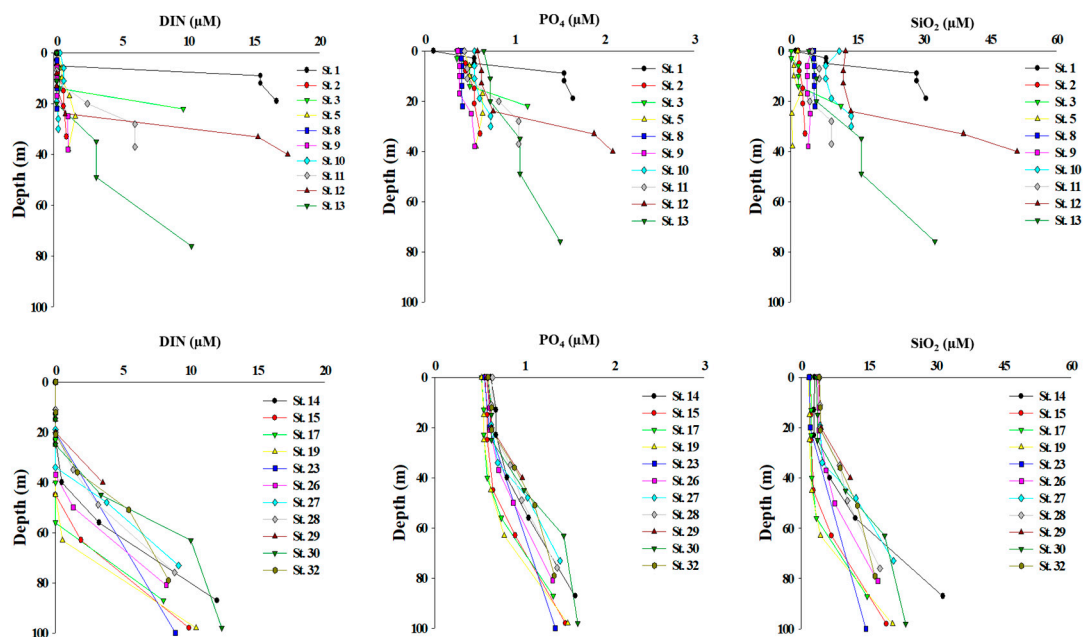 DIN (µM)
0 5 10 15 20
0
20
40
60
80
100
Depth (m)
St. 1
St. 2
St. 3
St. 5
St. 8
St. 9
St. 10
St. 11
St. 12
St. 13
PO4 (µM)
0 1 2 3
0
20
40
60
80
100
Depth (m)
St. 1
St. 2
St. 3
St. 5
St. 8
St. 9
St. 10
St. 11
St. 12
St. 13
SiO2 (µM)
0 15 30 45 60
0
20
40
60
80
100
Depth (m)
St. 1
St. 2
St. 3
St. 5
St. 8
St. 9
St. 10
St. 11
St. 12
St. 13
DIN (µM)
0 5 10 15 20
0
20
40
60
80
100
Depth (m)
St. 14
St. 15
St. 17
St. 19
St. 23
St. 26
St. 27
St. 28
St. 29
St. 30
St. 32
PO4 (µM)
0 1 2 3
0
20
40
60
80
100
Depth (m)
St. 14
St. 15
St. 17
St. 19
St. 23
St. 26
St. 27
St. 28
St. 29
St. 30
St. 32
SiO2 (µM)
0 15 30 45 60
0
20
40
60
80
100
Depth (m)
St. 14
St. 15
St. 17
St. 19
St. 23
St. 26
St. 27
St. 28
St. 29
St. 30
St. 32